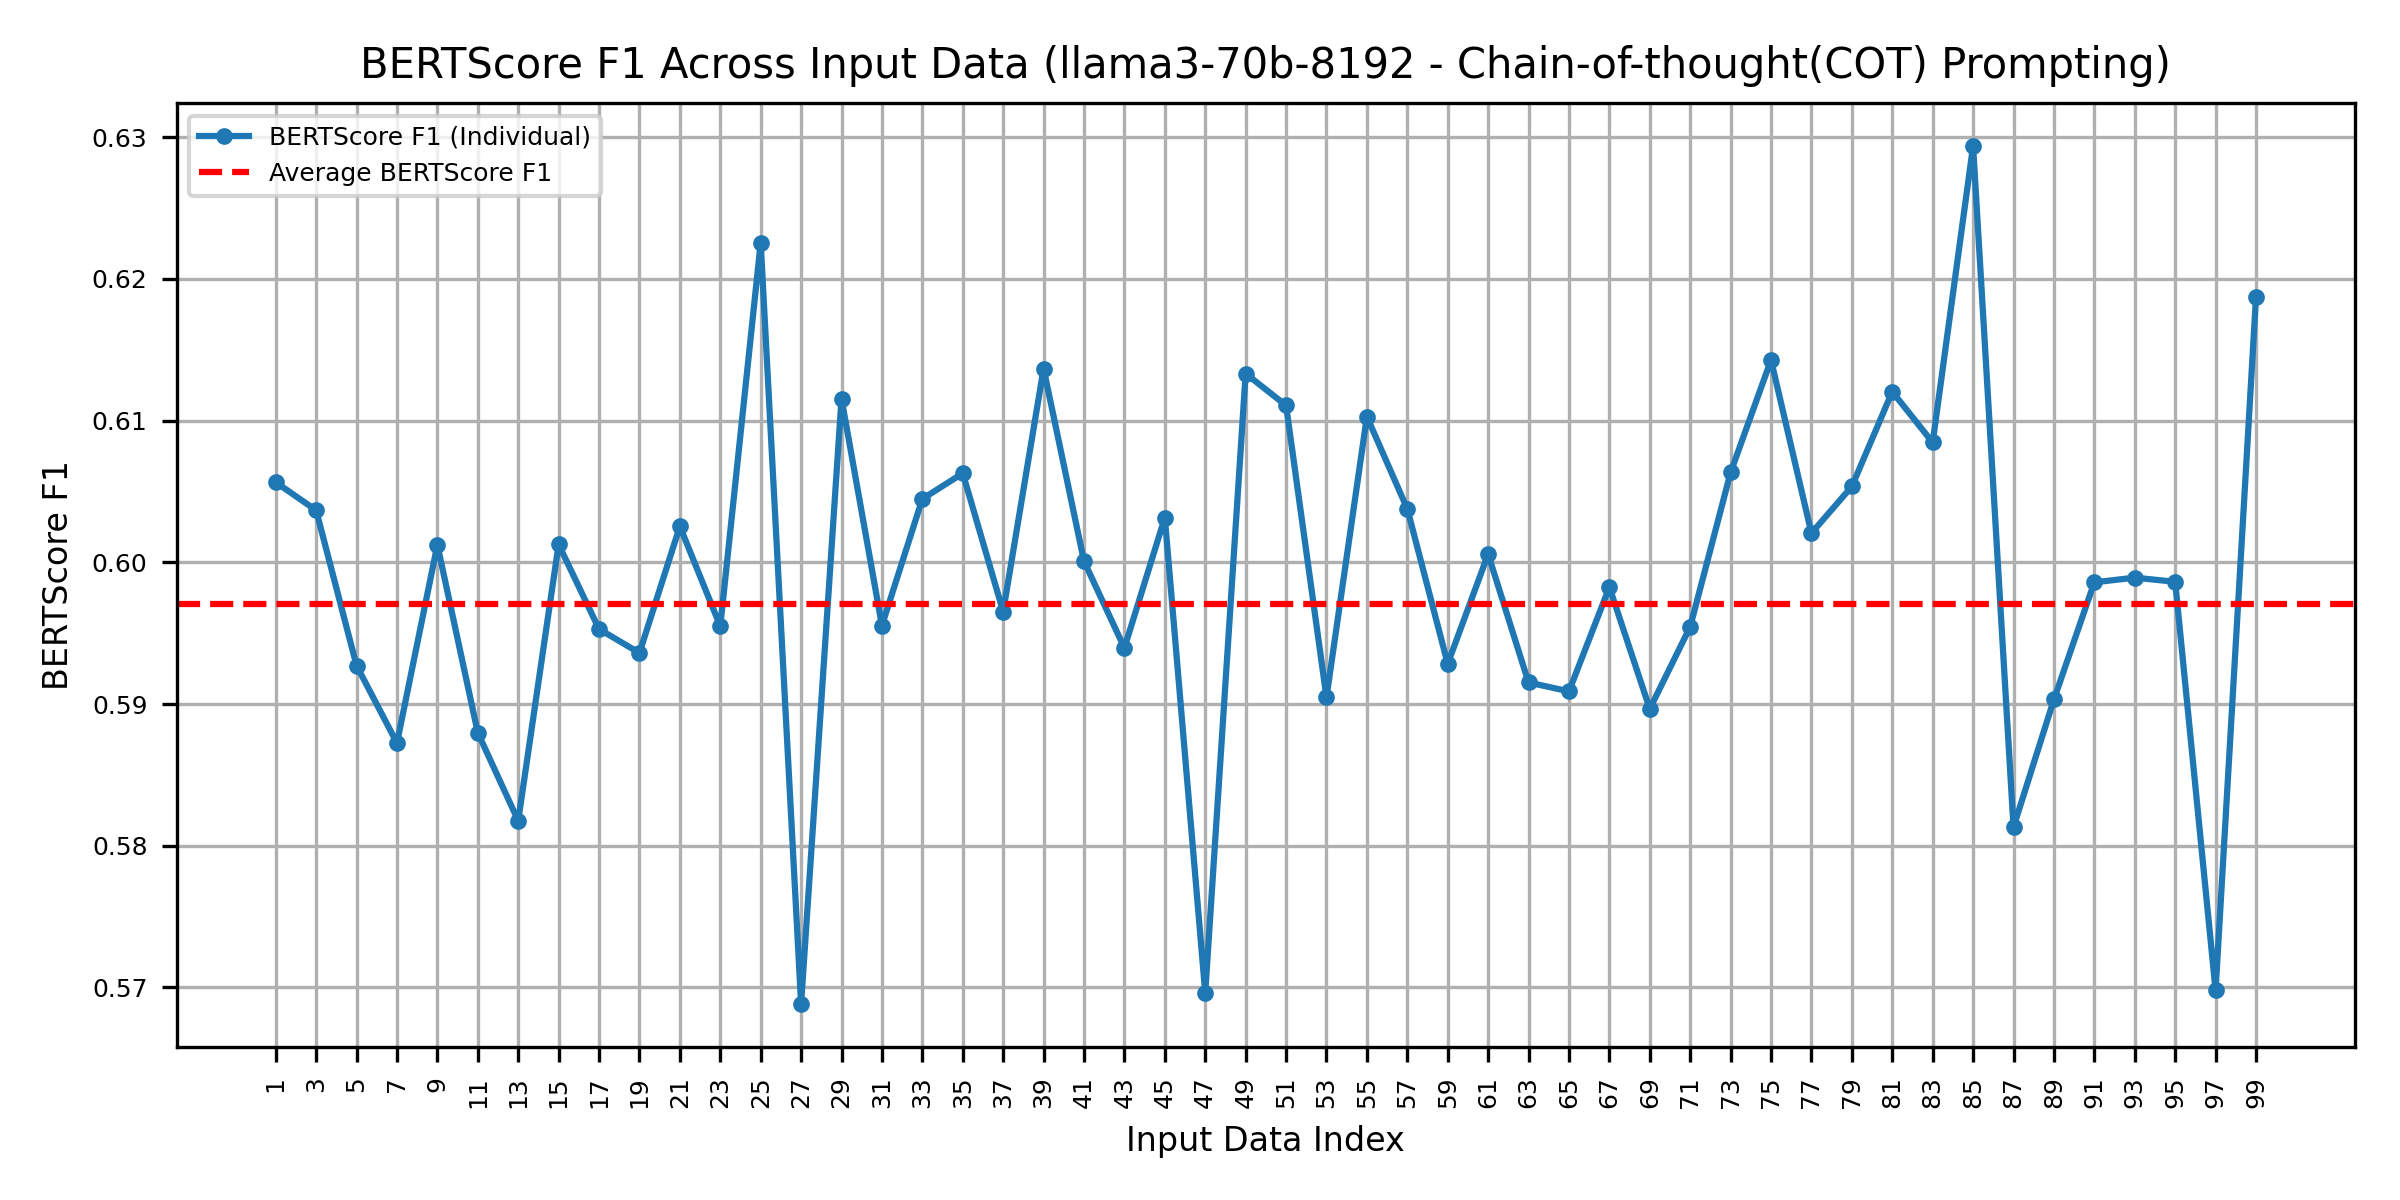 BERTScore F1 Across Input Data (llama3-70b-8192 - Chain-of-thought(COT) Prompting)
BERTScore F1 (Individual)
Average BERTScore F1
0.63
0.62
0.61
0.60
0.59
0.58
0.57
BERTScore F1
1 3 5 7 9 11 13 15 17 19 21 23 25 27 29 31 33 35 37 39 41 43 45 47 49 51 53 55 57 59 61 63 65 67 69 71 73 75 77 79 81 83 85 87 89 91 93 95 97 99
Input Data Index